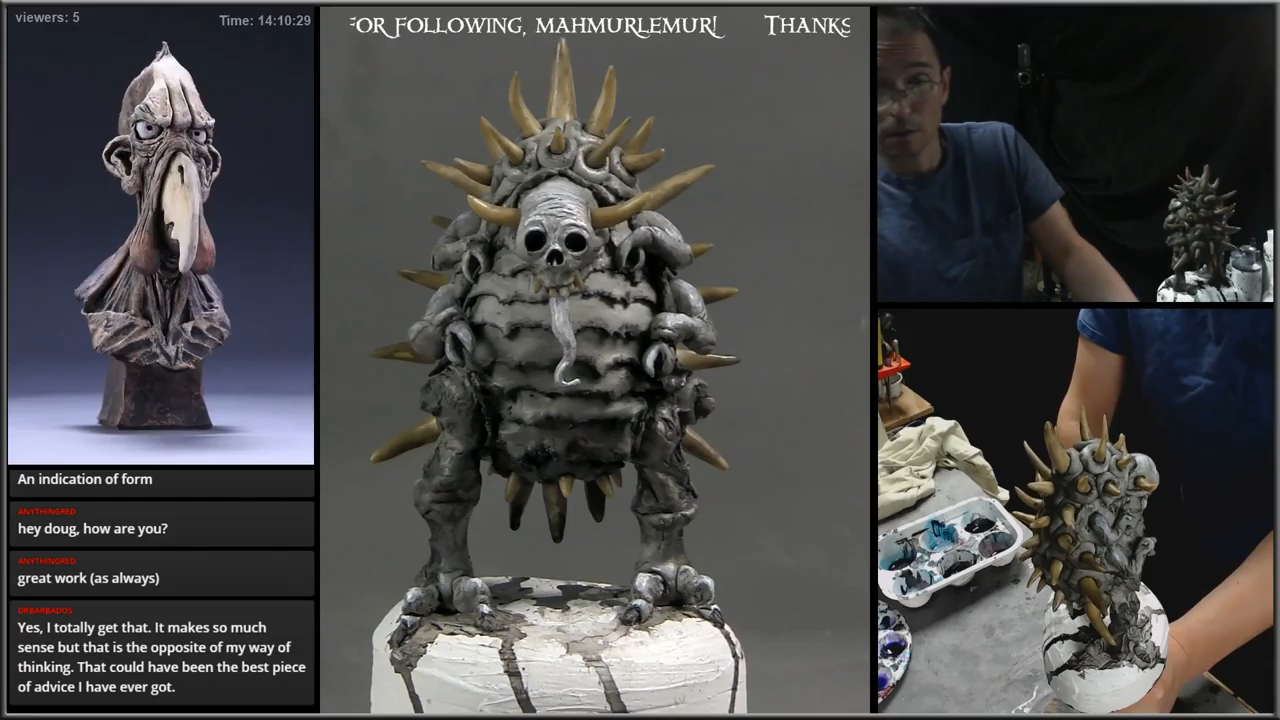 viewers: 5
Time: 14:10:29
OR FOLLOWING, MAHMURLEMUR! THANKS
An indication of form
ANYTHINGRED
hey doug, how are you?
ANYTHINGRED
great work (as always)
DRBARBADOS
Yes, I totally get that. It makes so much
sense but that is the opposite of my way of
thinking. That could have been the best piece
of advice I have ever got.